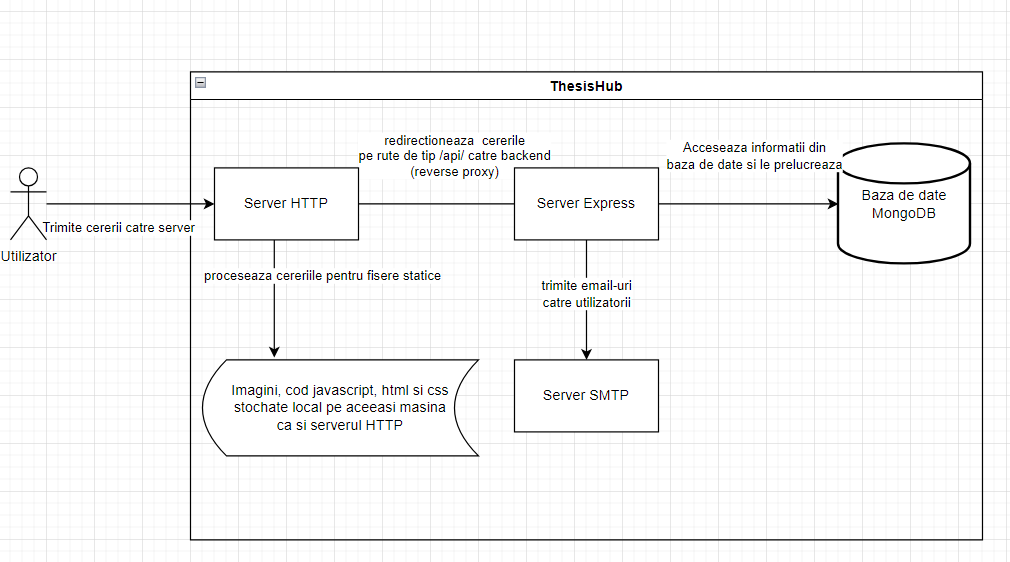 ThesisHub
redirectioneaza cererile
pe rute de tip /api/ catre backend
(reverse proxy)
Acceseaza informatii din
baza de date si le prelucreaza
Server HTTP
Server Express
Baza de date
MongoDB
Trimite cererii catre server
Utilizator
proceseaza cereriile pentru fisere statice
trimite email-uri
catre utilizatorii
Imagini, cod javascript, html si css
stochate local pe aceeasi masina
ca si serverul HTTP
Server SMTP